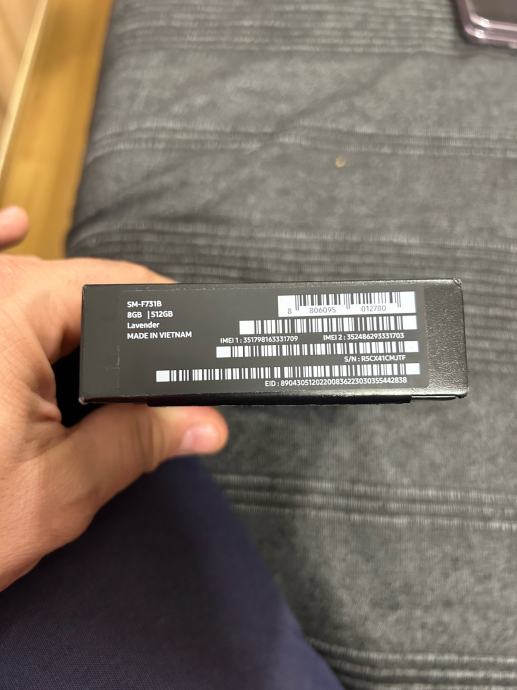 SM-F731B
8GB | 512GB
Lavender
MADE IN VIETNAM
8 806095 012780
IMEI 1 : 351798163331709
IMEI 2 : 352486293331703
S/N : R5CX41CMJTF
EID : 89043051202200836223030355442838